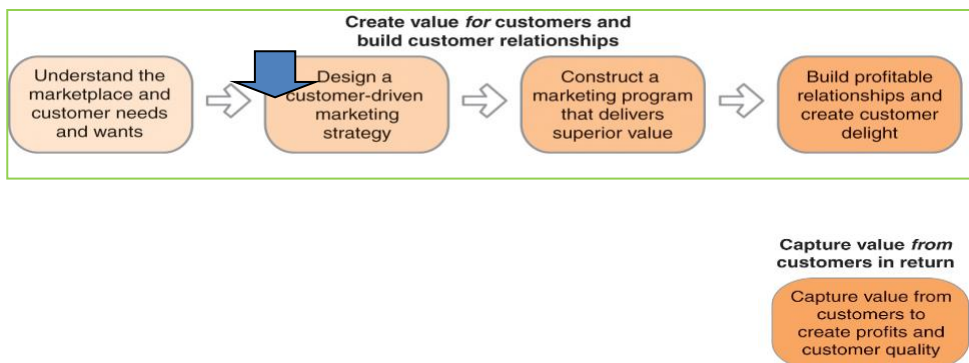 Create value for customers and
build customer relationships
Understand the
marketplace and
customer needs
and wants
Design a
customer-driven
marketing
strategy
Construct a
marketing program
that delivers
superior value
Build profitable
relationships and
create customer
delight
Capture value from
customers in return
Capture value from
customers to
create profits and
customer quality